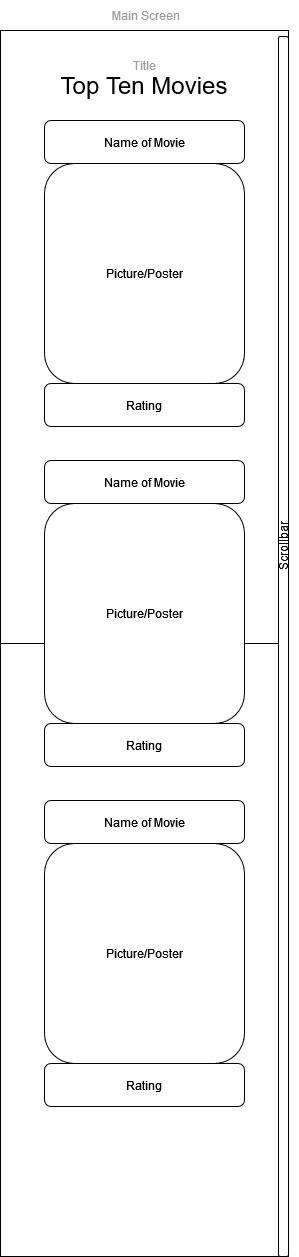 Main Screen
Title
Top Ten Movies
Name of Movie
Picture/Poster
Rating
Name of Movie
Picture/Poster
Scrollbar
Rating
Name of Movie
Picture/Poster
Rating